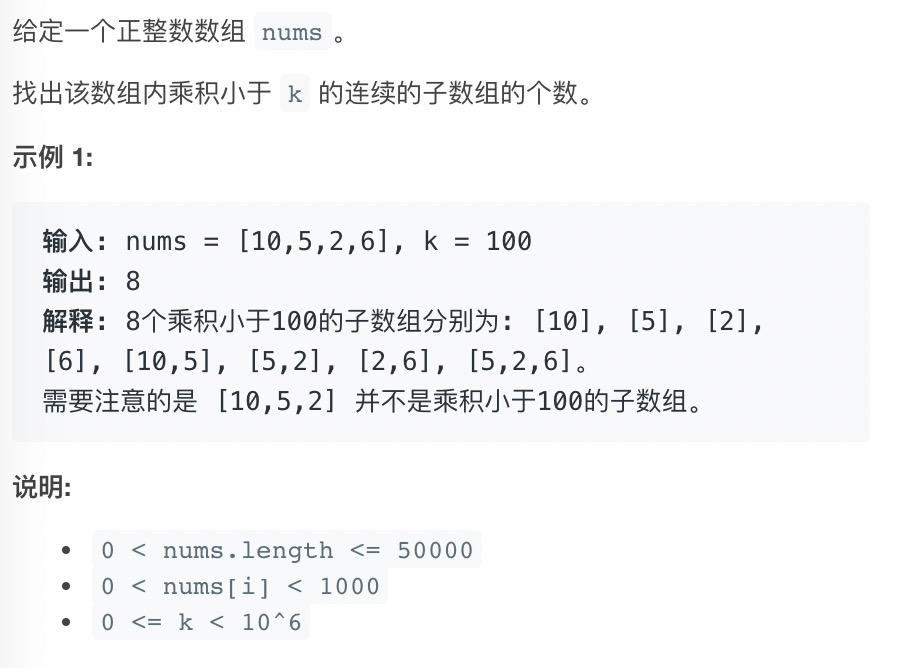 给定一个正整数数组 nums 。
找出该数组内乘积小于 k 的连续的子数组的个数。
示例 1:
输入: nums = [10,5,2,6], k = 100
输出: 8
解释: 8个乘积小于100的子数组分别为: [10], [5], [2],
[6], [10,5], [5,2], [2,6], [5,2,6]。
需要注意的是 [10,5,2] 并不是乘积小于100的子数组。
说明:
• 0 < nums.length <= 50000
• 0 < nums[i] < 1000
• 0 <= k < 10^6